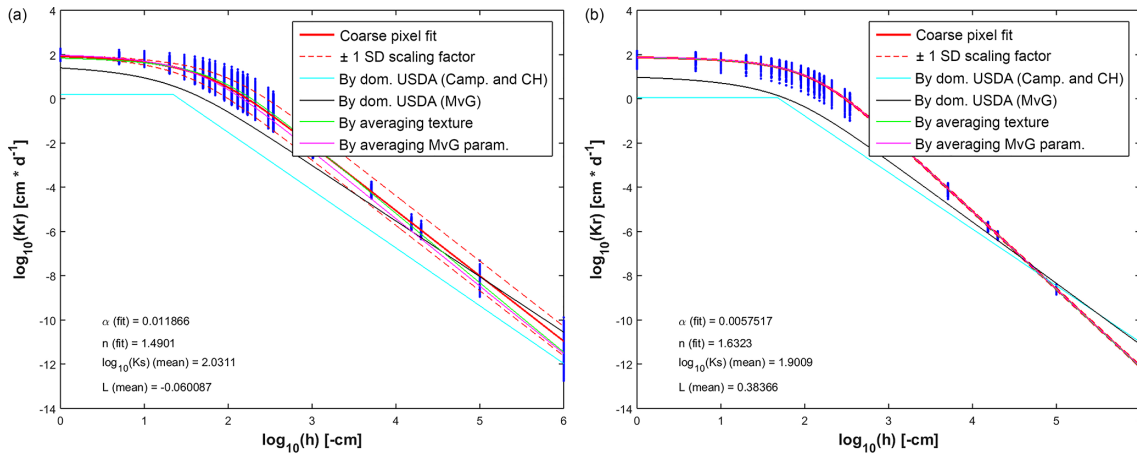 (a)
4
2
0
-2
-4
-6
-8
-10
-12
-14
log10(Kr) [cm * d-1]
Coarse pixel fit
± 1 SD scaling factor
By dom. USDA (Camp. and CH)
By dom. USDA (MvG)
By averaging texture
By averaging MvG param.
α (fit) = 0.011866
n (fit) = 1.4901
log10(Ks) (mean) = 2.0311
L (mean) = -0.060087
0 1 2 3 4 5 6
log10(h) [-cm]
(b)
4
2
0
-2
-4
-6
-8
-10
-12
-14
log10(Kr) [cm * d-1]
Coarse pixel fit
± 1 SD scaling factor
By dom. USDA (Camp. and CH)
By dom. USDA (MvG)
By averaging texture
By averaging MvG param.
α (fit) = 0.0057517
n (fit) = 1.6323
log10(Ks) (mean) = 1.9009
L (mean) = 0.38366
0 1 2 3 4 5 6
log10(h) [-cm]